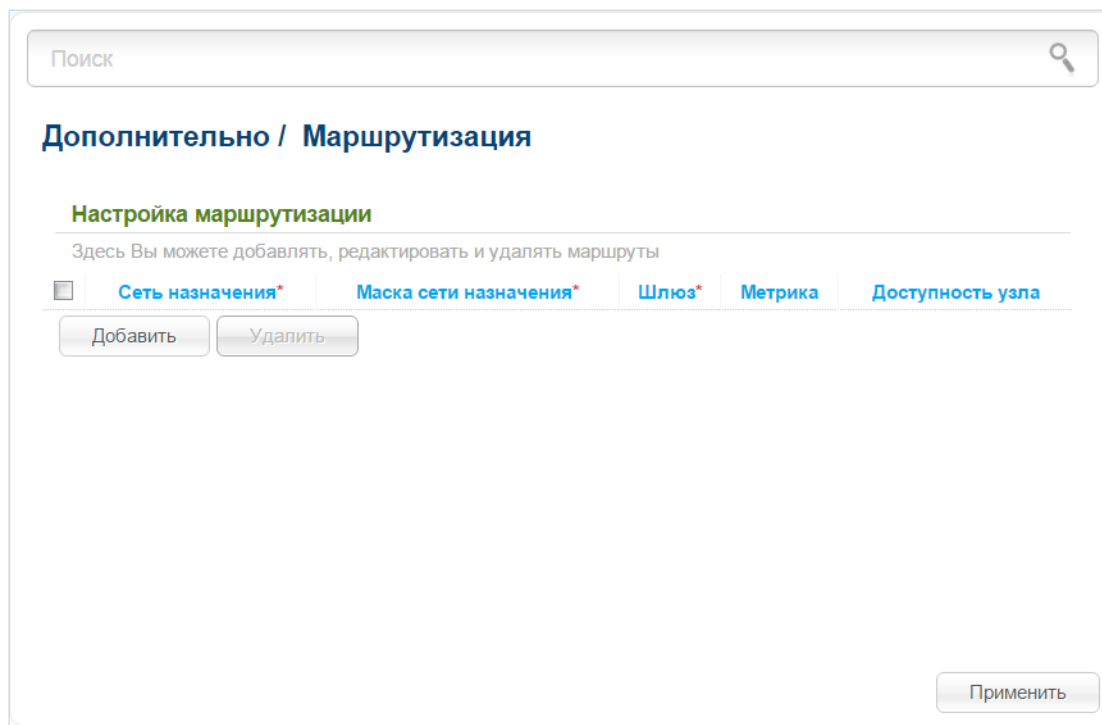 Поиск
Дополнительно / Маршрутизация
Настройка маршрутизации
Здесь Вы можете добавлять, редактировать и удалять маршруты
Сеть назначения* Маска сети назначения* Шлюз* Метрика Доступность узла
Добавить Удалить
Применить